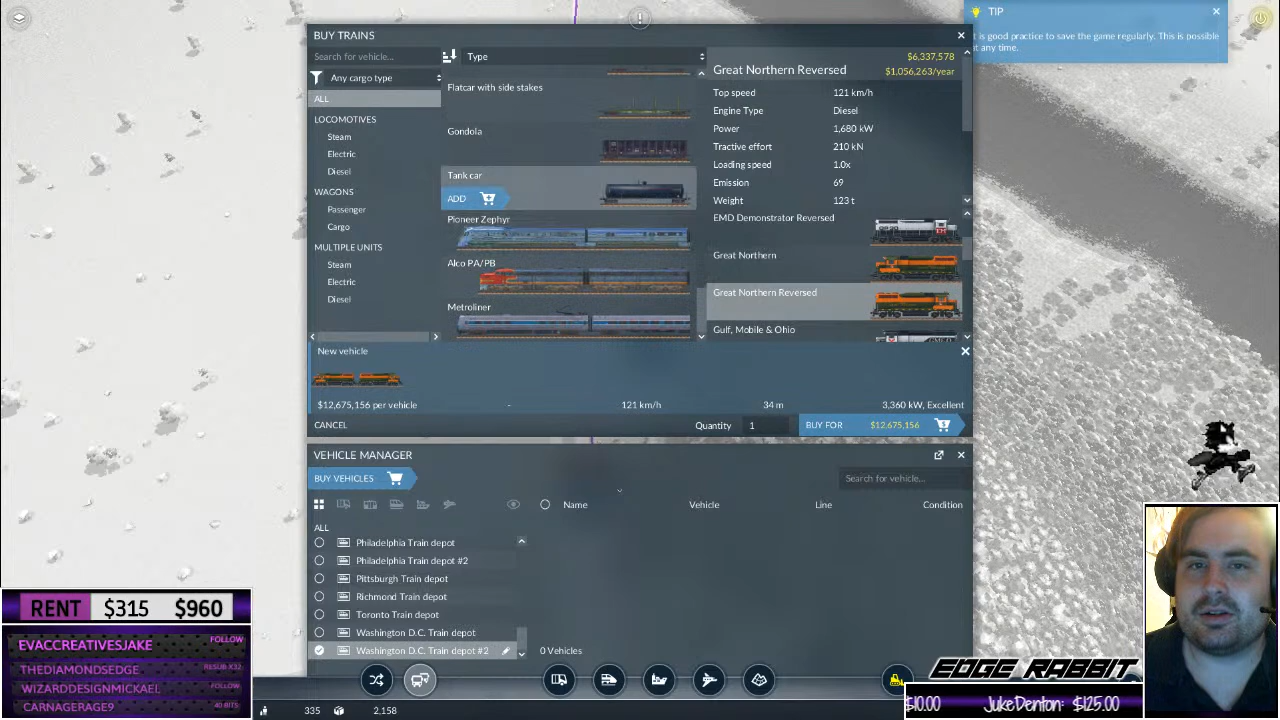 TIP
t is good practice to save the game regularly. This is possible
at any time.
BUY TRAINS
Search for vehicle...
Type
Any cargo type
ALL
LOCOMOTIVES
Steam
Electric
Diesel
WAGONS
Passenger
Cargo
MULTIPLE UNITS
Steam
Electric
Diesel
Flatcar with side stakes
Gondola
Tank car
ADD
Pioneer Zephyr
Alco PA/PB
Metroliner
$6,337,578
Great Northern Reversed
$1,056,263/year
Top speed 121 km/h
Engine Type Diesel
Power 1,680 kW
Tractive effort 210 kN
Loading speed 1.0x
Emission 69
Weight 123 t
EMD Demonstrator Reversed
Great Northern
Great Northern Reversed
Gulf, Mobile & Ohio
New vehicle
$12,675,156 per vehicle - 121 km/h 34 m 3,360 kW, Excellent
CANCEL Quantity 1 BUY FOR $12,675,156
VEHICLE MANAGER
BUY VEHICLES
Search for vehicle...
Name Vehicle Line Condition
ALL
Philadelphia Train depot
Philadelphia Train depot #2
Pittsburgh Train depot
Richmond Train depot
Toronto Train depot
Washington D.C. Train depot
Washington D.C. Train depot #2 0 Vehicles
335 2,158
RENT $315 $960
EVACCREATIVESJAKE FOLLOW
THEDIAMONDSEDGE RESUB X32
WIZARDDESIGNMICKAEL FOLLOW
CARNAGERAGE9 40 BITS
EDGE RABBIT
$10.00 JukeDenton: $125.00